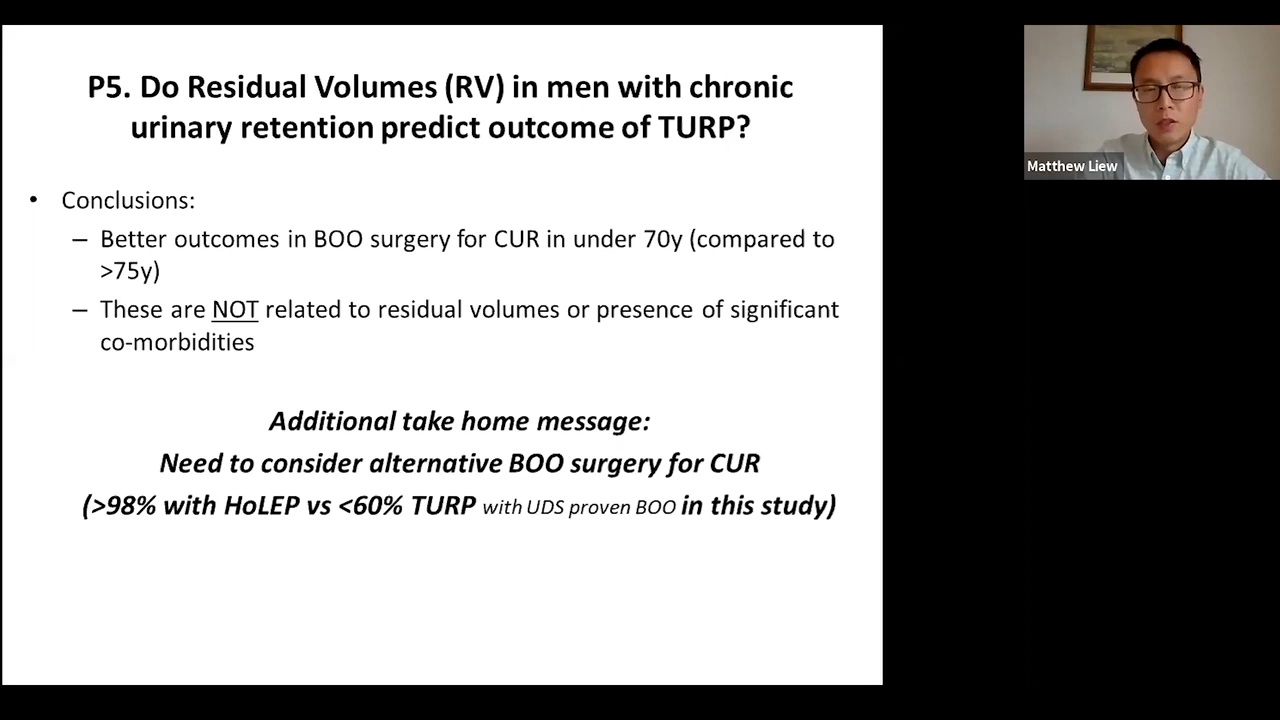 P5. Do Residual Volumes (RV) in men with chronic
urinary retention predict outcome of TURP?
• Conclusions:
– Better outcomes in BOO surgery for CUR in under 70y (compared to
>75y)
– These are NOT related to residual volumes or presence of significant
co-morbidities
Additional take home message:
Need to consider alternative BOO surgery for CUR
(>98% with HoLEP vs <60% TURP with UDS proven BOO in this study)
Matthew Liew